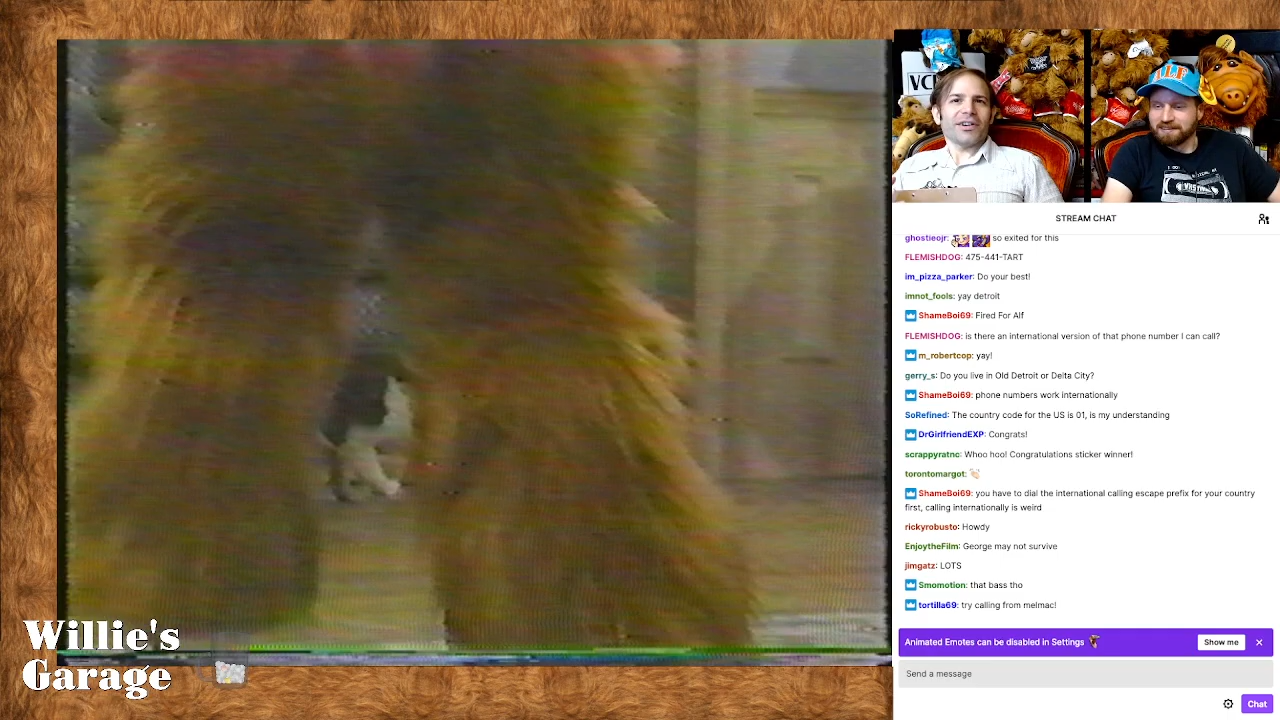 VCR
ALF
STREAM CHAT
ghostieojr: so exited for this
FLEMISHDOG: 475-441-TART
im_pizza_parker: Do your best!
imnot_fools: yay detroit
ShameBoi69: Fired For Alf
FLEMISHDOG: is there an international version of that phone number I can call?
m_robertcop: yay!
gerry_s: Do you live in Old Detroit or Delta City?
ShameBoi69: phone numbers work internationally
SoRefined: The country code for the US is 01, is my understanding
DrGirlfriendEXP: Congrats!
scrappyratnc: Whoo hoo! Congratulations sticker winner!
torontomargot: 👏🏻
ShameBoi69: you have to dial the international calling escape prefix for your country
first, calling internationally is weird
rickyrobusto: Howdy
EnjoytheFilm: George may not survive
jimgatz: LOTS
Smomotion: that bass tho
tortilla69: try calling from melmac!
Animated Emotes can be disabled in Settings
Show me
Send a message
Chat
Willie's
Garage